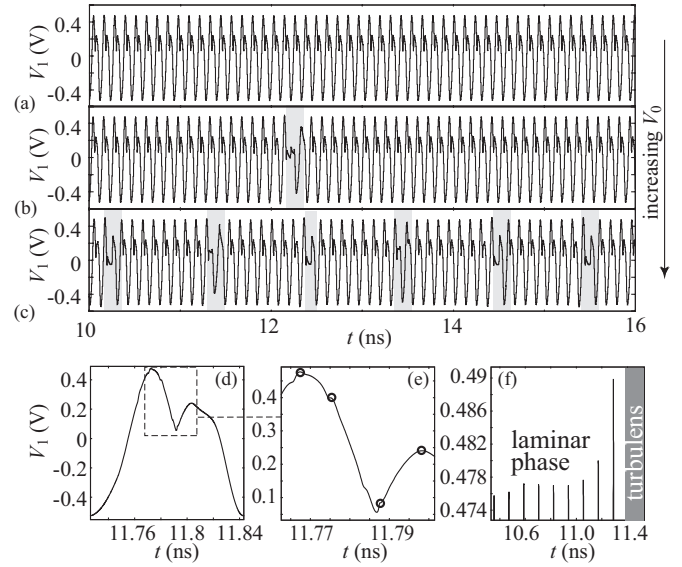 0.4
0
-0.4
V1 (V)
(a)
0.4
0
-0.4
V1 (V)
(b)
0.4
0
-0.4
V1 (V)
(c)
10 12 14 16
t (ns)
increasing V0
0.4
0.2
0
-0.2
-0.4
V1 (V)
(d)
11.76 11.8 11.84
t (ns)
0.4
0.3
0.2
0.1
(e)
11.77 11.79
t (ns)
0.49
0.482
0.478
0.474
(f)
laminar
phase
turbulens
10.6 11.0 11.4
t (ns)